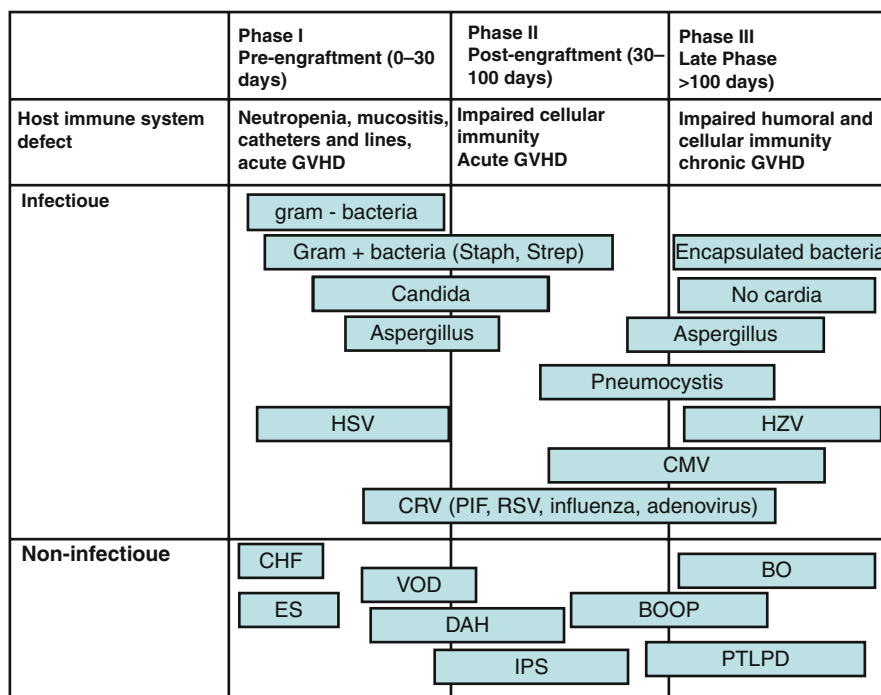 Phase I
Pre-engraftment (0–30
days)
Phase II
Post-engraftment (30–
100 days)
Phase III
Late Phase
>100 days)
Host immune system
defect
Neutropenia, mucositis,
catheters and lines,
acute GVHD
Impaired cellular
immunity
Acute GVHD
Impaired humoral and
cellular immunity
chronic GVHD
Infectioue
gram - bacteria
Gram + bacteria (Staph, Strep)
Encapsulated bacteria
Candida
No cardia
Aspergillus
Aspergillus
Pneumocystis
HSV
HZV
CMV
CRV (PIF, RSV, influenza, adenovirus)
Non-infectioue
CHF
VOD
BO
ES
DAH
BOOP
IPS
PTLPD